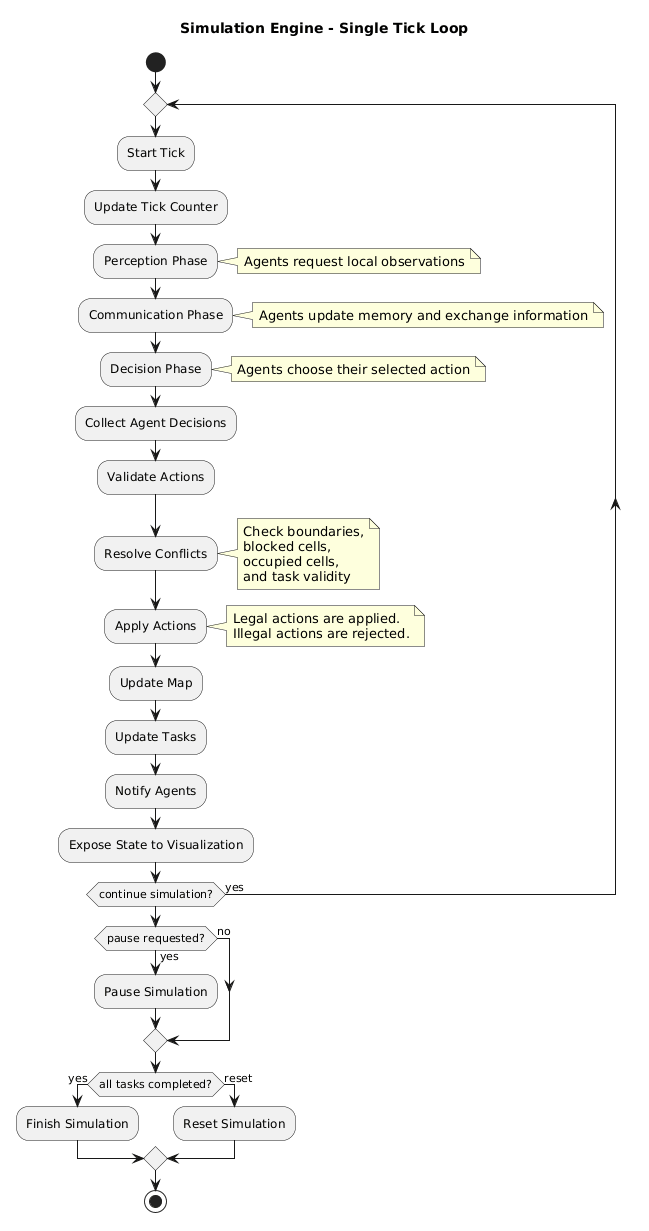 Simulation Engine - Single Tick Loop
Start Tick
Update Tick Counter
Perception Phase
Agents request local observations
Communication Phase
Agents update memory and exchange information
Decision Phase
Agents choose their selected action
Collect Agent Decisions
Validate Actions
Resolve Conflicts
Check boundaries,
blocked cells,
occupied cells,
and task validity
Apply Actions
Legal actions are applied.
Illegal actions are rejected.
Update Map
Update Tasks
Notify Agents
Expose State to Visualization
continue simulation?
yes
pause requested?
no
yes
Pause Simulation
yes
all tasks completed?
reset
Finish Simulation
Reset Simulation